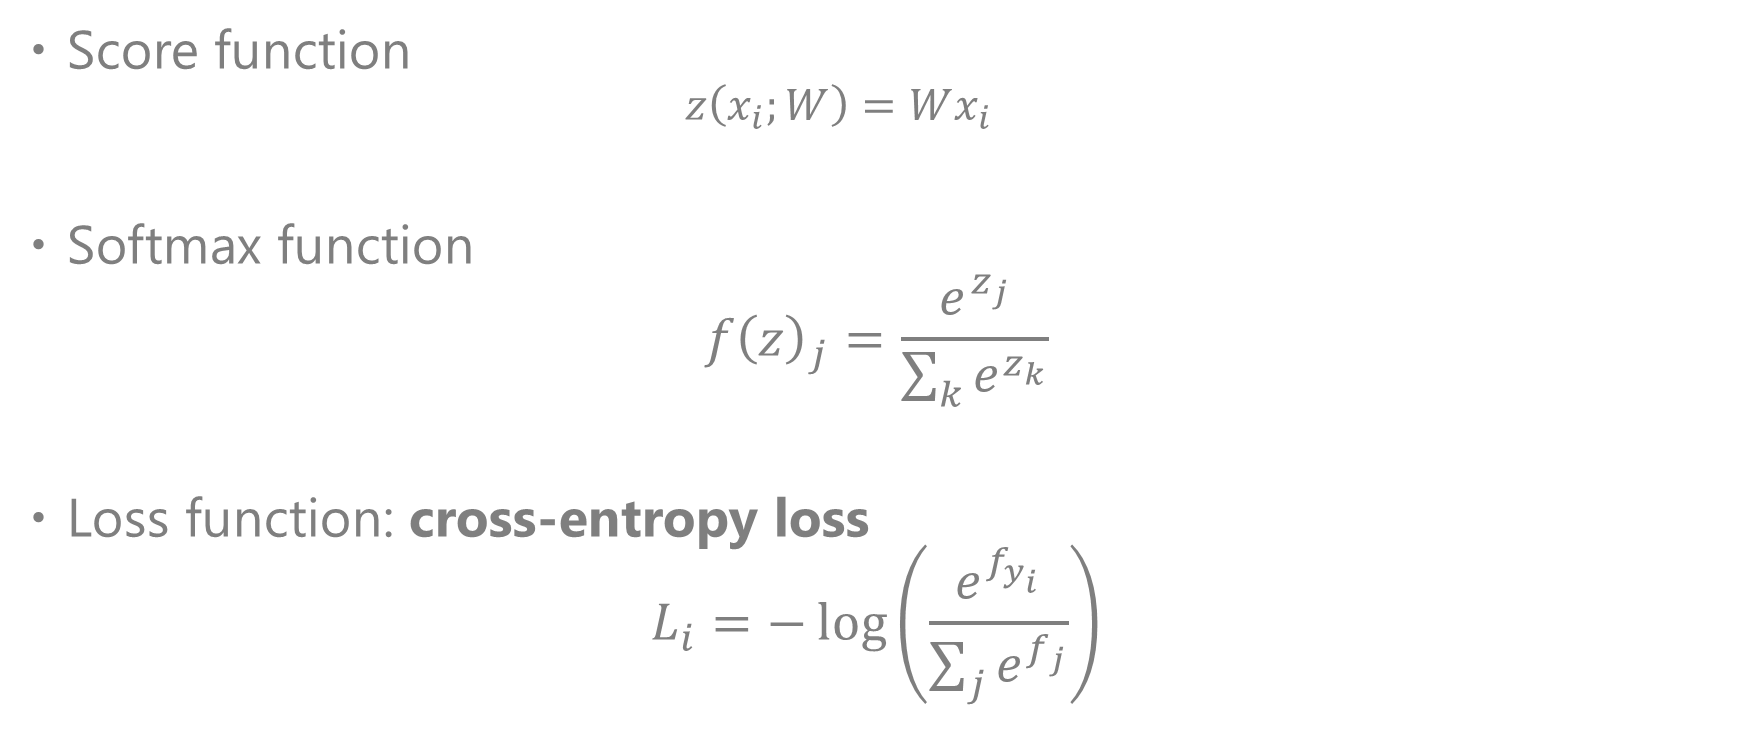 • Score function
z(x_i; W) = Wx_i
• Softmax function
f(z)_j = e^{z_j} / ∑_k e^{z_k}
• Loss function: cross-entropy loss
L_i = − log(e^{f_{y_i}} / ∑_j e^{f_j})